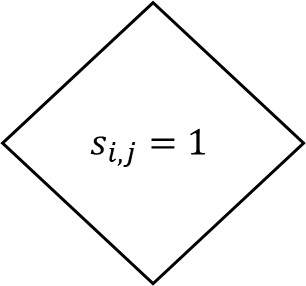 s_{i,j} = 1